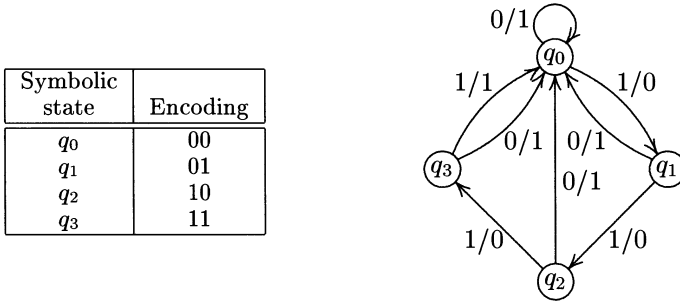 Symbolic
state Encoding
q₀ 00
q₁ 01
q₂ 10
q₃ 11
0/1
q₀
1/1
1/0
0/1
0/1
q₃
q₁
0/1
1/0
1/0
q₂